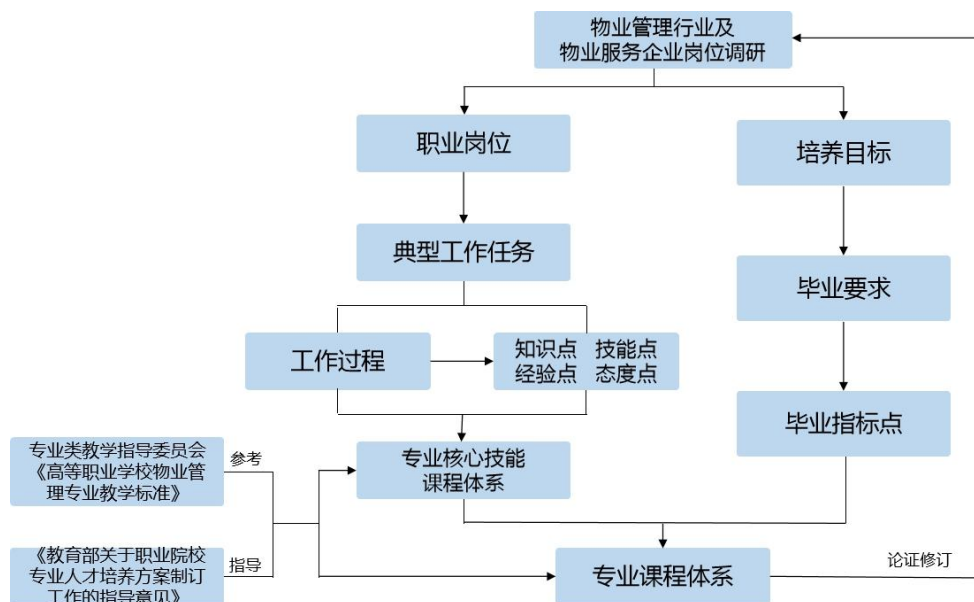 物业管理行业及
物业服务企业岗位调研
职业岗位
培养目标
典型工作任务
毕业要求
工作过程
知识点 技能点
经验点 态度点
毕业指标点
专业类教学指导委员会
《高等职业学校物业管
理专业教学标准》
参考
专业核心技能
课程体系
《教育部关于职业院校
专业人才培养方案制订
工作的指导意见》
指导
专业课程体系
论证修订